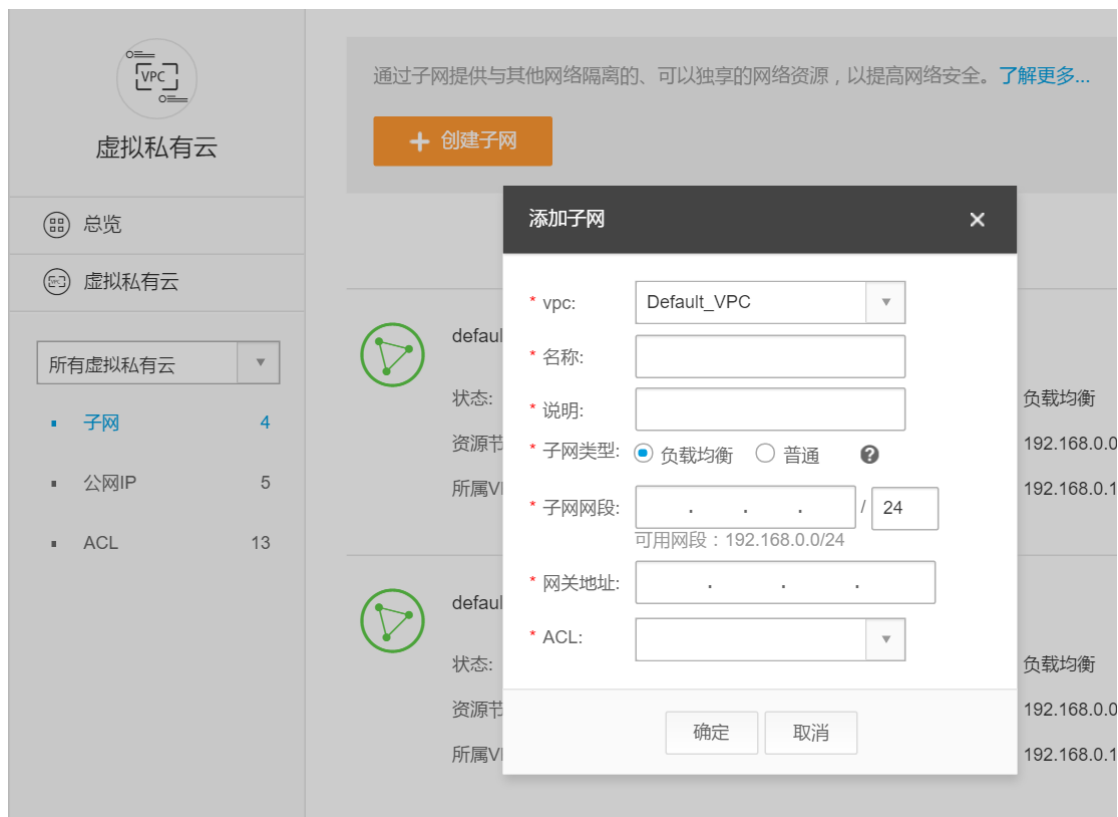 VPC
虚拟私有云
总览
虚拟私有云
所有虚拟私有云
子网 4
公网IP 5
ACL 13
通过子网提供与其他网络隔离的、可以独享的网络资源，以提高网络安全。了解更多...
+ 创建子网
添加子网 ×
* vpc: Default_VPC
* 名称:
* 说明:
* 子网类型: 负载均衡 普通 ?
* 子网网段: . . . / 24
可用网段：192.168.0.0/24
* 网关地址: . . .
* ACL:
确定 取消
defaul
状态: 负载均衡
资源节 192.168.0.0
所属VI 192.168.0.1
defaul
状态: 负载均衡
资源节 192.168.0.0
所属VI 192.168.0.1